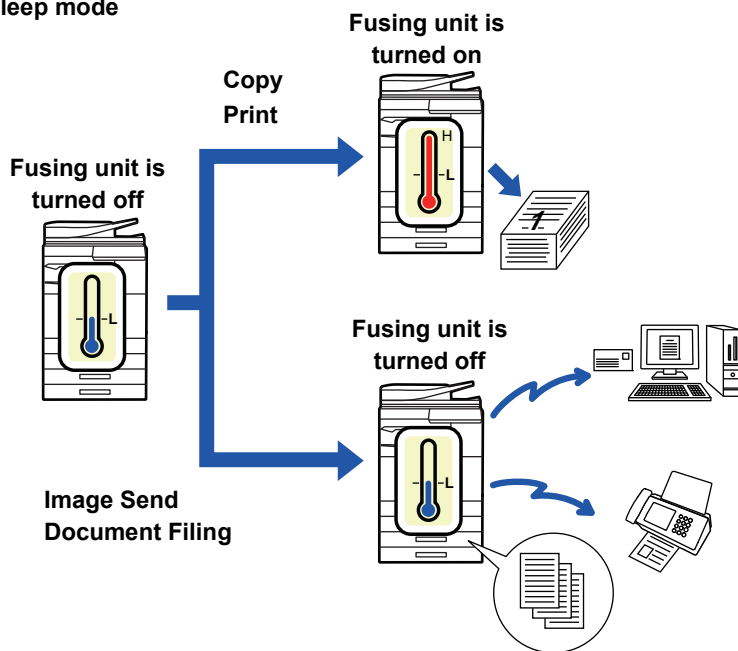 leep mode
Fusing unit is
turned on
Copy
Print
H
L
1
Fusing unit is
turned off
L
Fusing unit is
turned off
L
Image Send
Document Filing